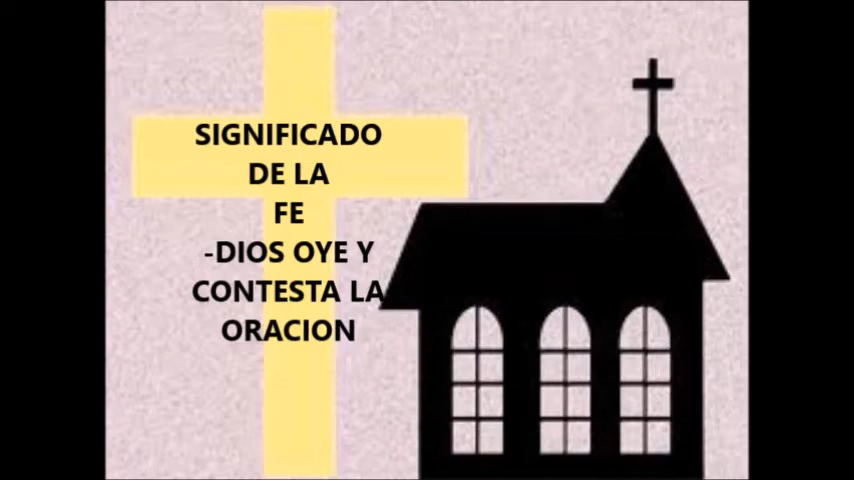 SIGNIFICADO
DE LA
FE
-DIOS OYE Y
CONTESTA LA
ORACION